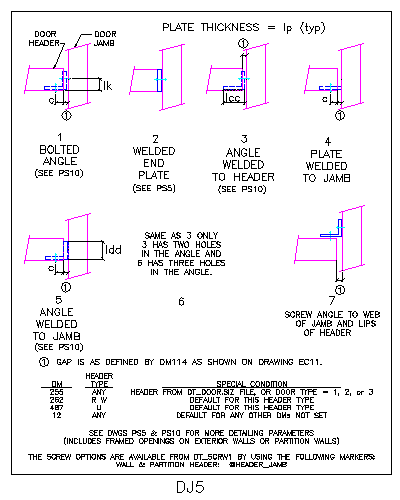 PLATE THICKNESS = lp (typ)
DOOR HEADER
DOOR JAMB
1
lk
c
1
1
lcc
c
1
ldd
c
1
1
1
BOLTED
ANGLE
(SEE PS10)
2
WELDED
END
PLATE
(SEE PS5)
3
ANGLE
WELDED
TO HEADER
(SEE PS10)
4
PLATE
WELDED
TO JAMB
5
ANGLE
WELDED
TO JAMB
(SEE PS10)
SAME AS 3 ONLY
3 HAS TWO HOLES
IN THE ANGLE AND
6 HAS THREE HOLES
IN THE ANGLE.
6
7
SCREW ANGLE TO WEB
OF JAMB AND LIPS
OF HEADER
1 GAP IS AS DEFINED BY DM114 AS SHOWN ON DRAWING EC11.
DM HEADER TYPE SPECIAL CONDITION
255 ANY HEADER FROM DT_DOOR.SIZ FILE, OR DOOR TYPE = 1, 2, or 3
262 R W DEFAULT FOR THIS HEADER TYPE
487 U DEFAULT FOR THIS HEADER TYPE
12 ANY DEFAULT FOR ANY OTHER DMs NOT SET
SEE DWGS PS5 & PS10 FOR MORE DETAILING PARAMETERS
(INCLUDES FRAMED OPENINGS ON EXTERIOR WALLS OR PARTITION WALLS)
THE SCREW OPTIONS ARE AVAILABLE FROM DT_SCRW1 BY USING THE FOLLOWING MARKERS:
WALL & PARTITION HEADER: @HEADER_JAMB
DJ5